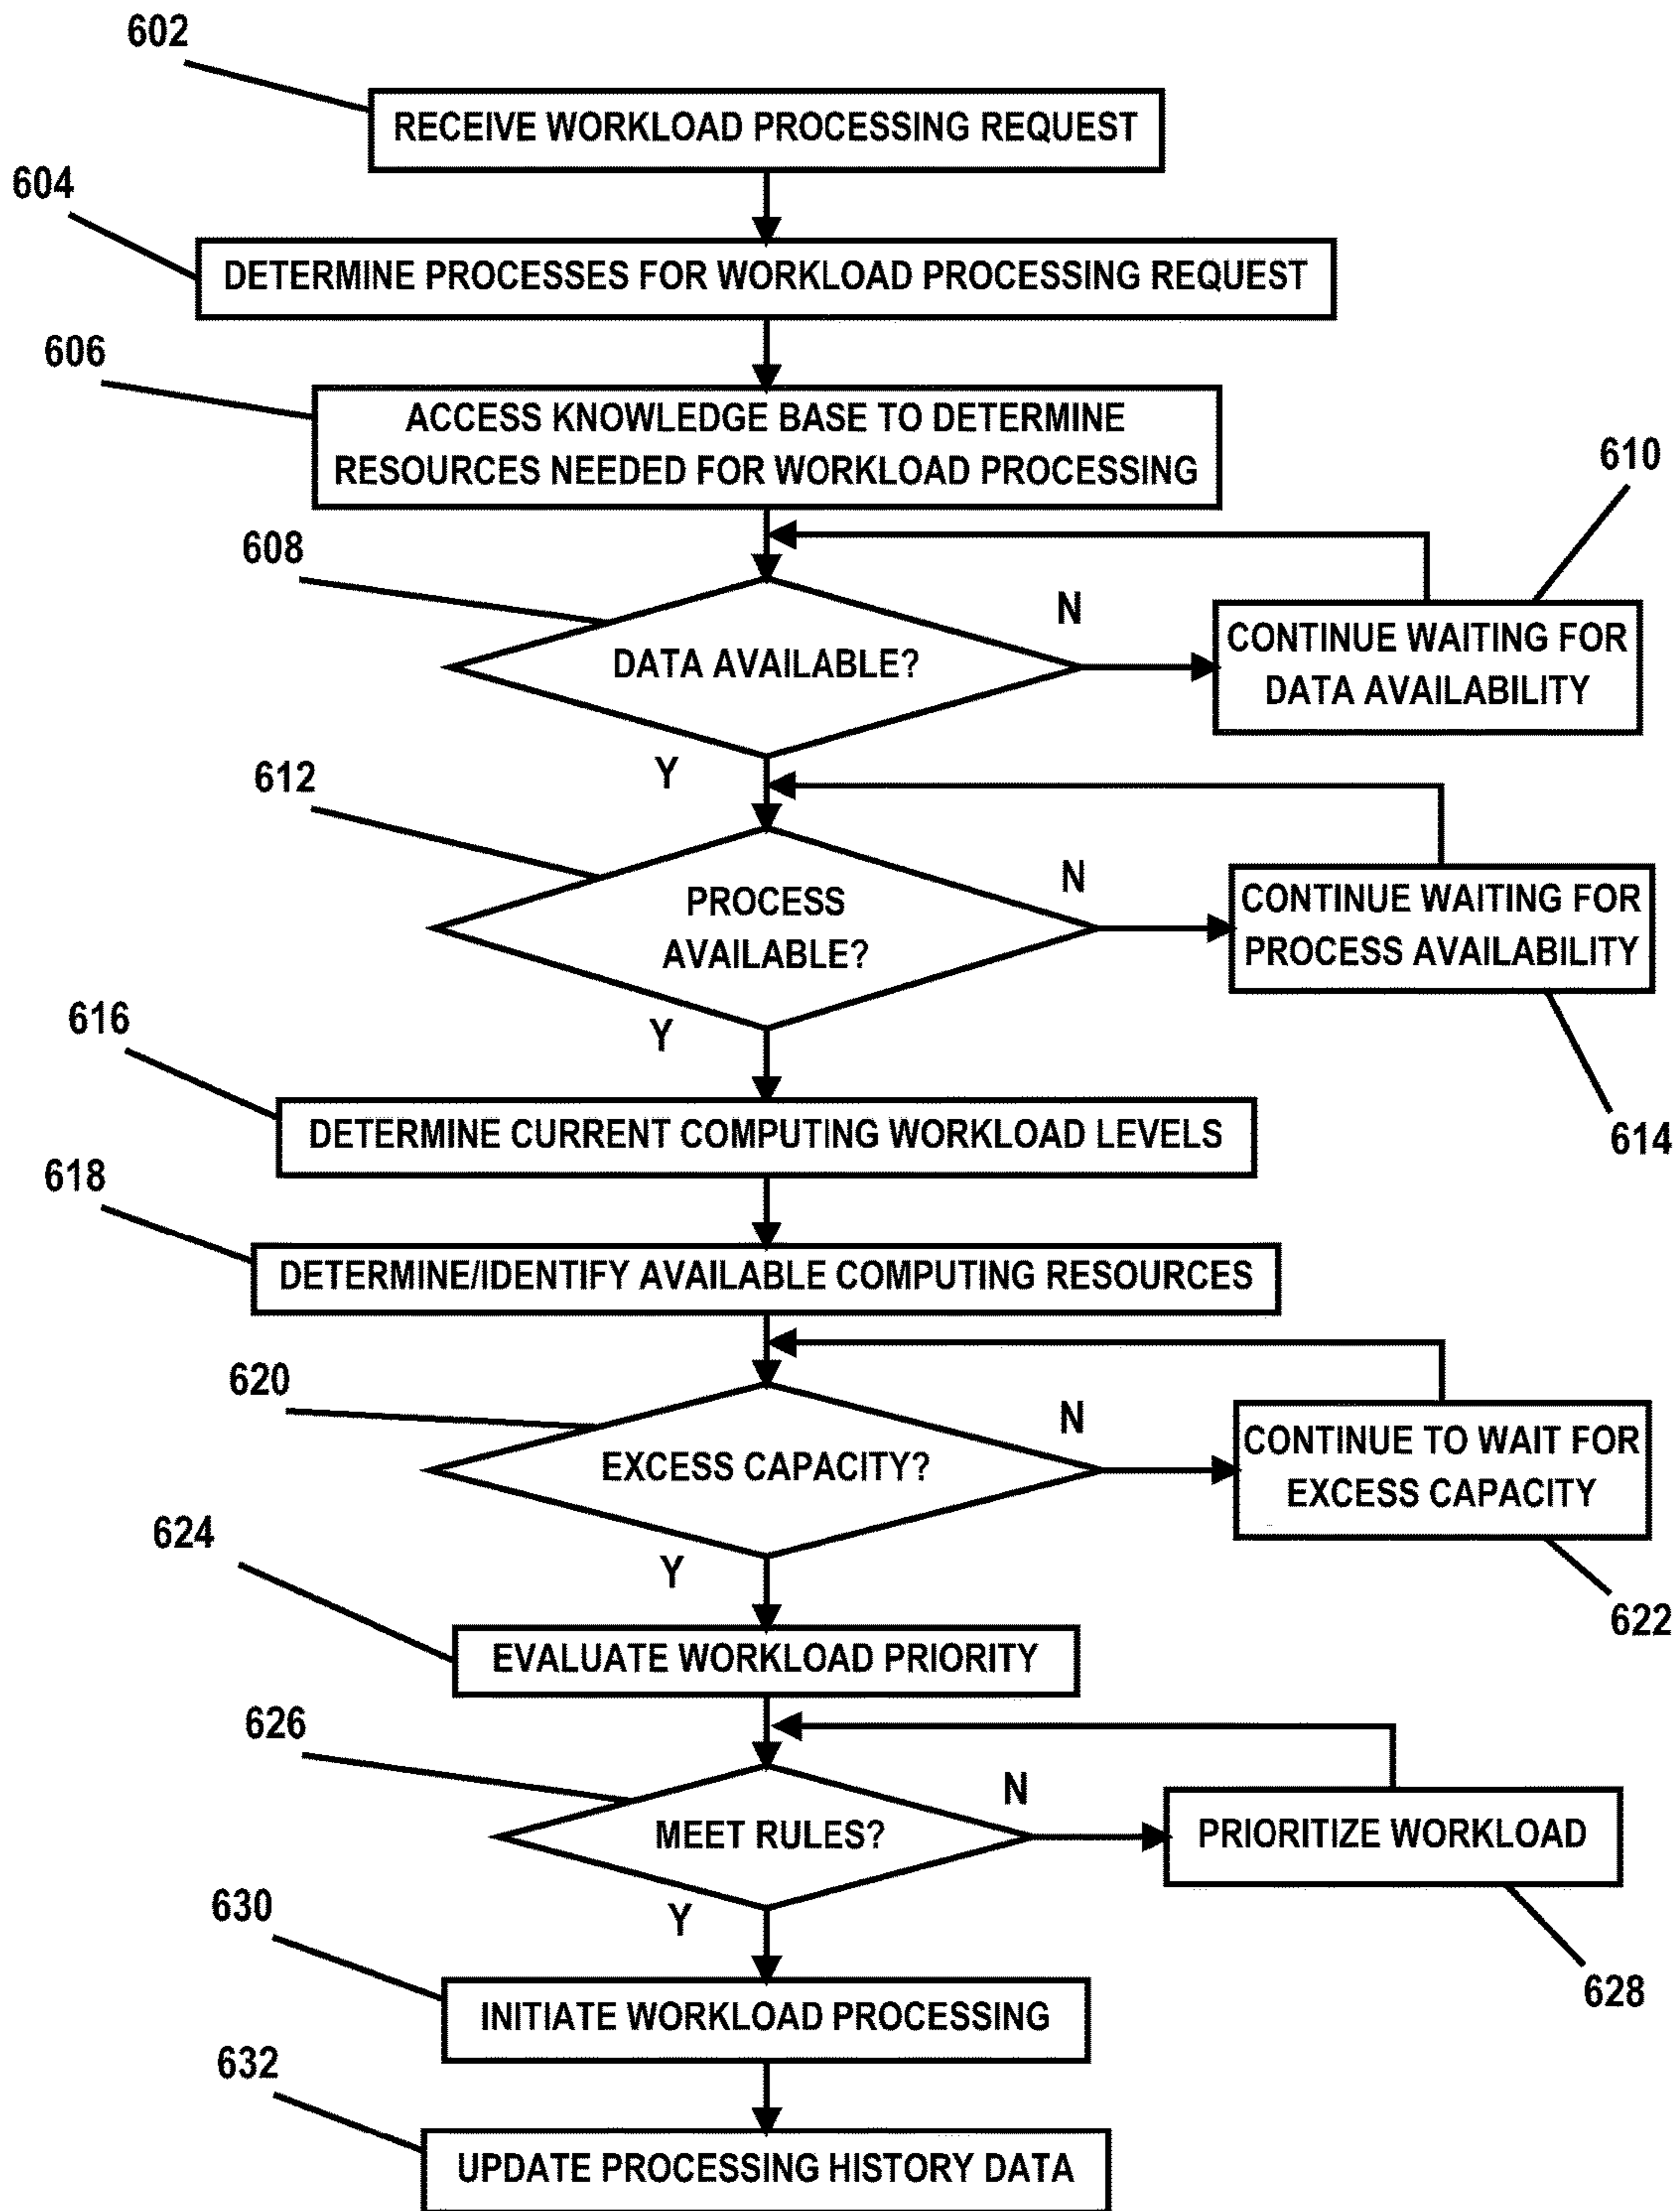 602
RECEIVE WORKLOAD PROCESSING REQUEST
604
DETERMINE PROCESSES FOR WORKLOAD PROCESSING REQUEST
606
ACCESS KNOWLEDGE BASE TO DETERMINE
RESOURCES NEEDED FOR WORKLOAD PROCESSING
610
608
N
CONTINUE WAITING FOR
DATA AVAILABILITY
DATA AVAILABLE?
Y
612
N
CONTINUE WAITING FOR
PROCESS AVAILABILITY
PROCESS
AVAILABLE?
616
Y
614
DETERMINE CURRENT COMPUTING WORKLOAD LEVELS
618
DETERMINE/IDENTIFY AVAILABLE COMPUTING RESOURCES
620
N
CONTINUE TO WAIT FOR
EXCESS CAPACITY
EXCESS CAPACITY?
624
Y
622
EVALUATE WORKLOAD PRIORITY
626
N
MEET RULES?
PRIORITIZE WORKLOAD
630
Y
628
INITIATE WORKLOAD PROCESSING
632
UPDATE PROCESSING HISTORY DATA